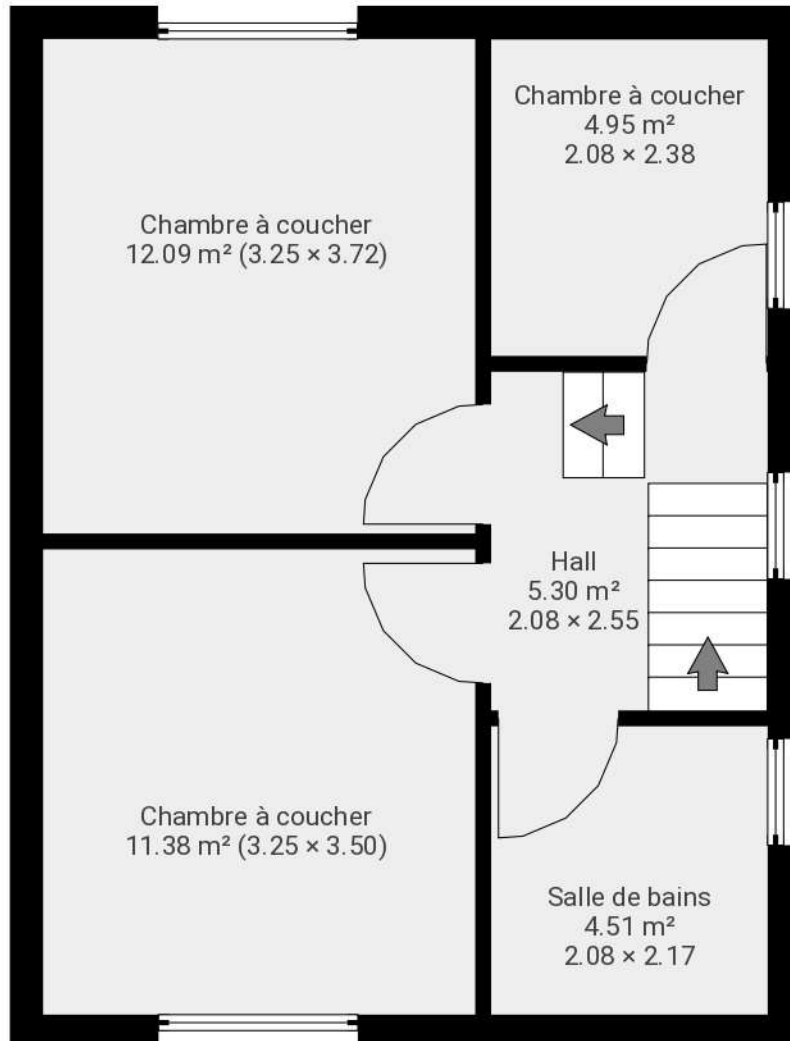 Chambre à coucher
4.95 m²
2.08 × 2.38
Chambre à coucher
12.09 m² (3.25 × 3.72)
Hall
5.30 m²
2.08 × 2.55
Chambre à coucher
11.38 m² (3.25 × 3.50)
Salle de bains
4.51 m²
2.08 × 2.17